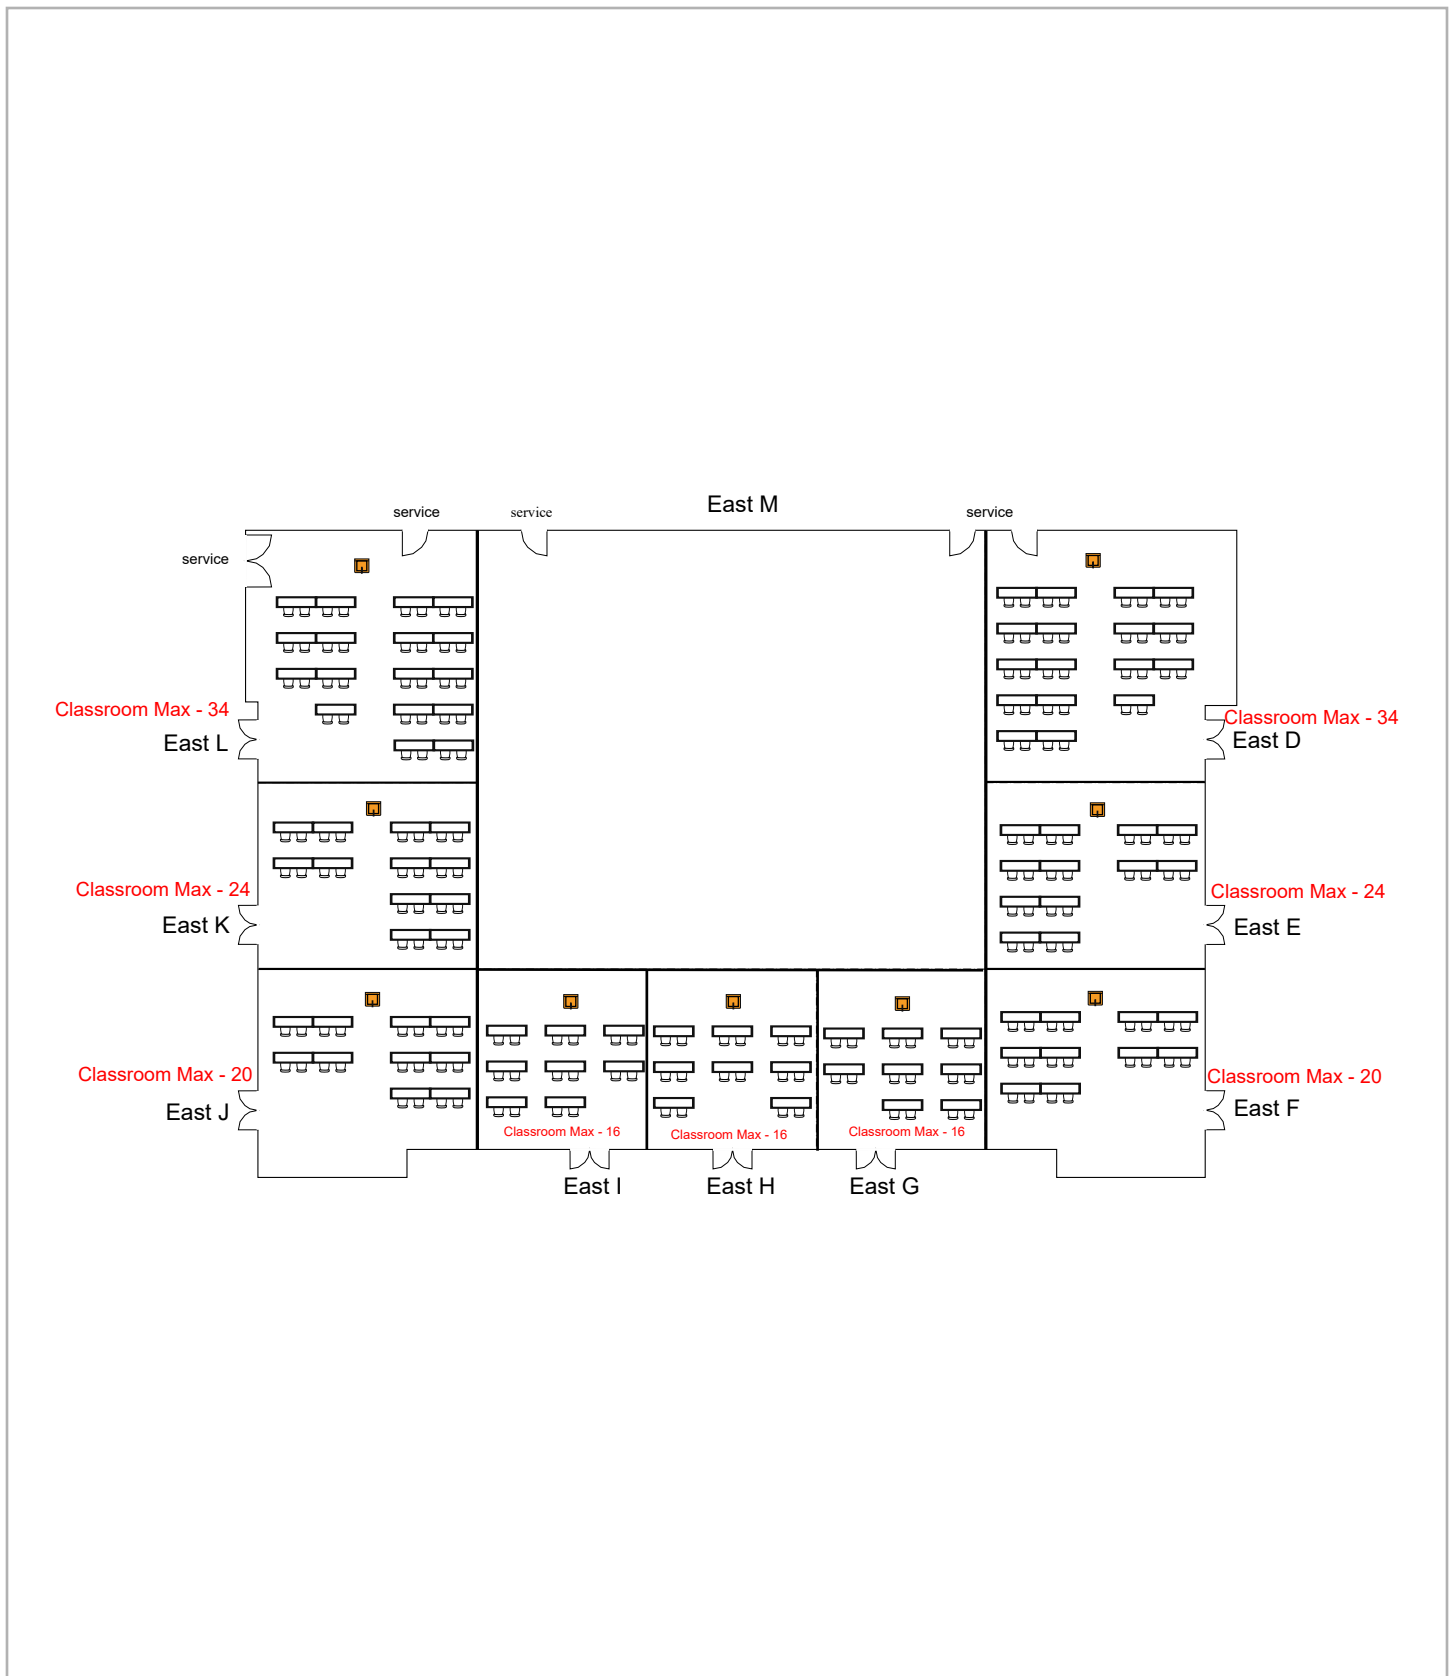 East M
service
service
service
service
Classroom Max - 34
East L
Classroom Max - 34
East D
Classroom Max - 24
East K
Classroom Max - 24
East E
Classroom Max - 20
East J
Classroom Max - 20
East F
Classroom Max - 16
Classroom Max - 16
Classroom Max - 16
East I
East H
East G